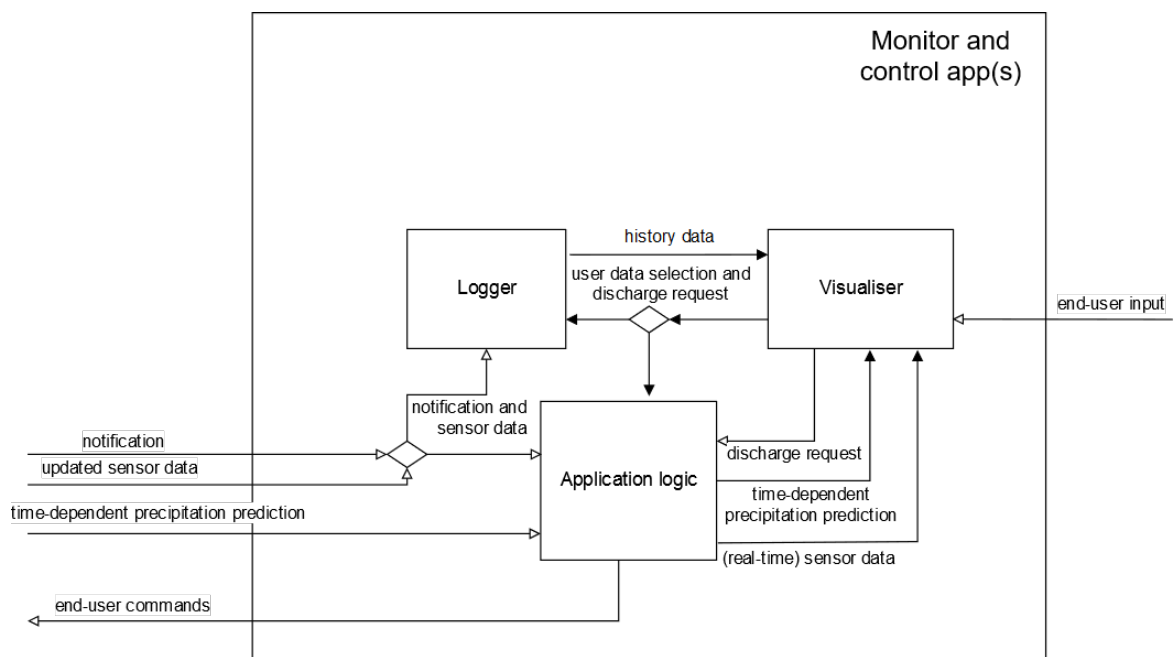 Monitor and
control app(s)
history data
Logger
user data selection and
discharge request
Visualiser
end-user input
notification and
sensor data
notification
updated sensor data
discharge request
Application logic
time-dependent
precipitation prediction
time-dependent precipitation prediction
(real-time) sensor data
end-user commands